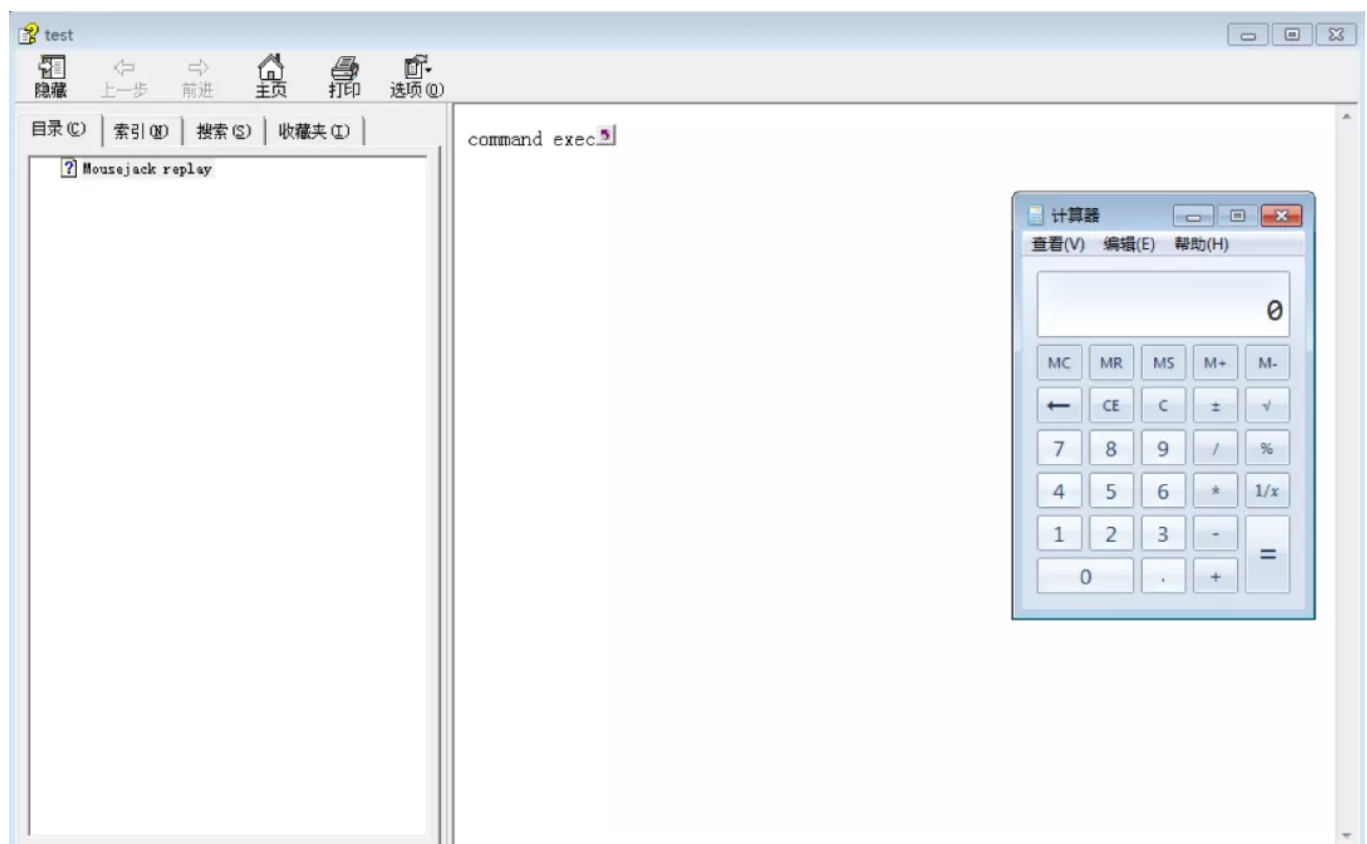 test
隐藏 上一步 前进 主页 打印 选项(O)
目录(C) 索引(N) 搜索(S) 收藏夹(I)
Mousejack replay
command exec
计算器
查看(V) 编辑(E) 帮助(H)
0
MC MR MS M+ M-
← CE C ± √
7 8 9 / %
4 5 6 * 1/x
1 2 3 - =
0 . +